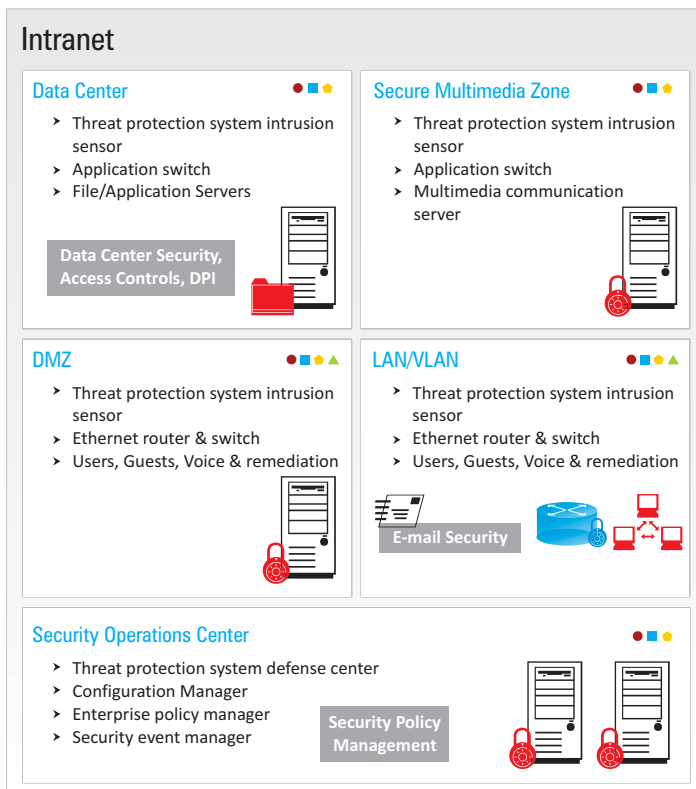 Intranet
Data Center
Threat protection system intrusion
sensor
Application switch
File/Application Servers
Data Center Security,
Access Controls, DPI
Secure Multimedia Zone
Threat protection system intrusion
sensor
Application switch
Multimedia communication
server
DMZ
Threat protection system intrusion
sensor
Ethernet router & switch
Users, Guests, Voice & remediation
LAN/VLAN
Threat protection system intrusion
sensor
Ethernet router & switch
Users, Guests, Voice & remediation
E-mail Security
Security Operations Center
Threat protection system defense center
Configuration Manager
Enterprise policy manager
Security event manager
Security Policy
Management